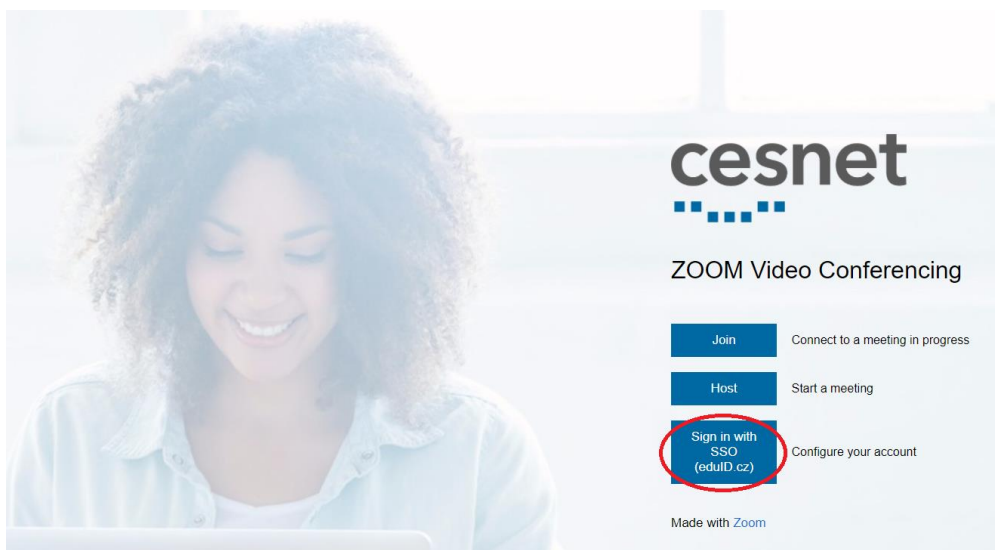 cesnet
ZOOM Video Conferencing
Join Connect to a meeting in progress
Host Start a meeting
Sign in with
SSO Configure your account
(eduID.cz)
Made with Zoom